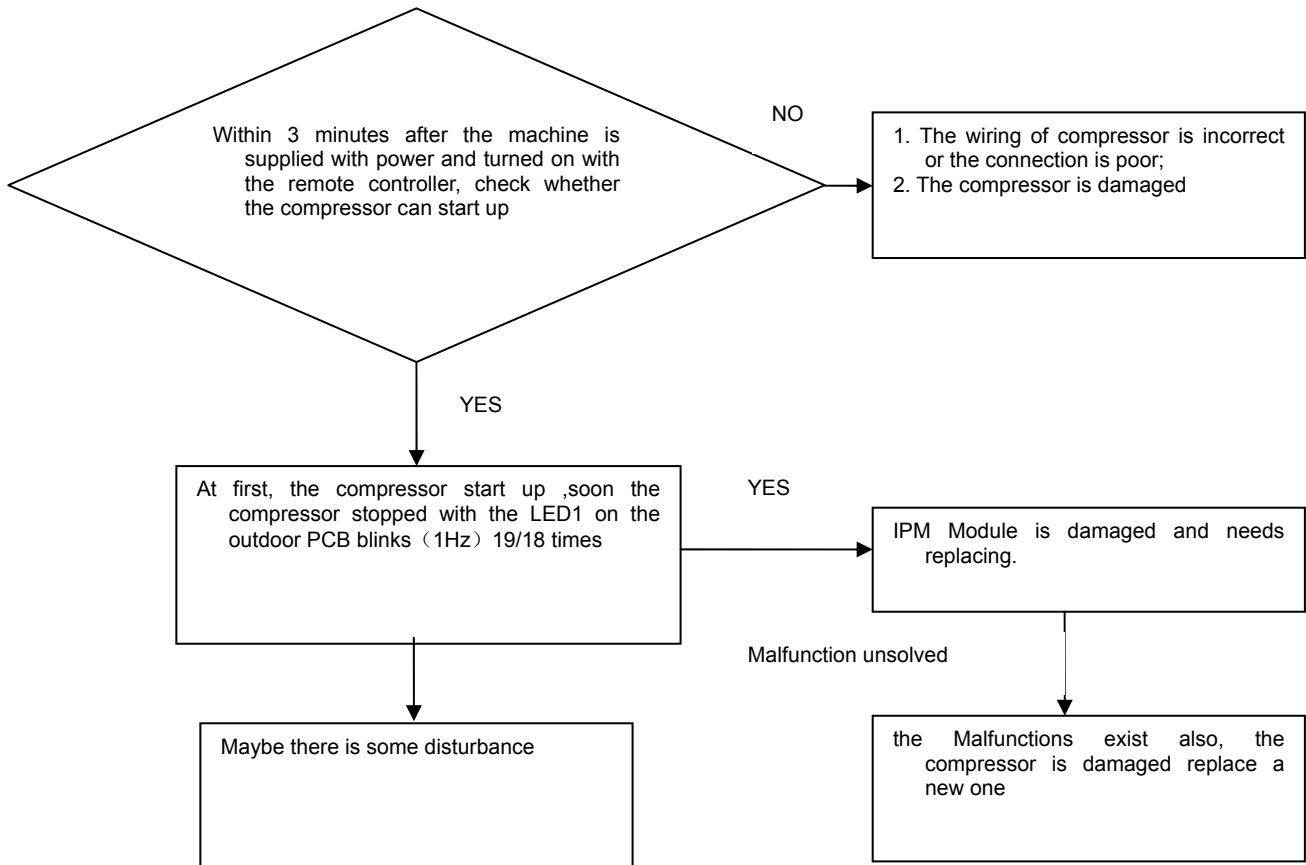 Within 3 minutes after the machine is
supplied with power and turned on with
the remote controller, check whether
the compressor can start up
NO
1. The wiring of compressor is incorrect
or the connection is poor;
2. The compressor is damaged
YES
At first, the compressor start up ,soon the
compressor stopped with the LED1 on the
outdoor PCB blinks（1Hz）19/18 times
YES
IPM Module is damaged and needs
replacing.
Malfunction unsolved
Maybe there is some disturbance
the Malfunctions exist also, the
compressor is damaged replace a
new one